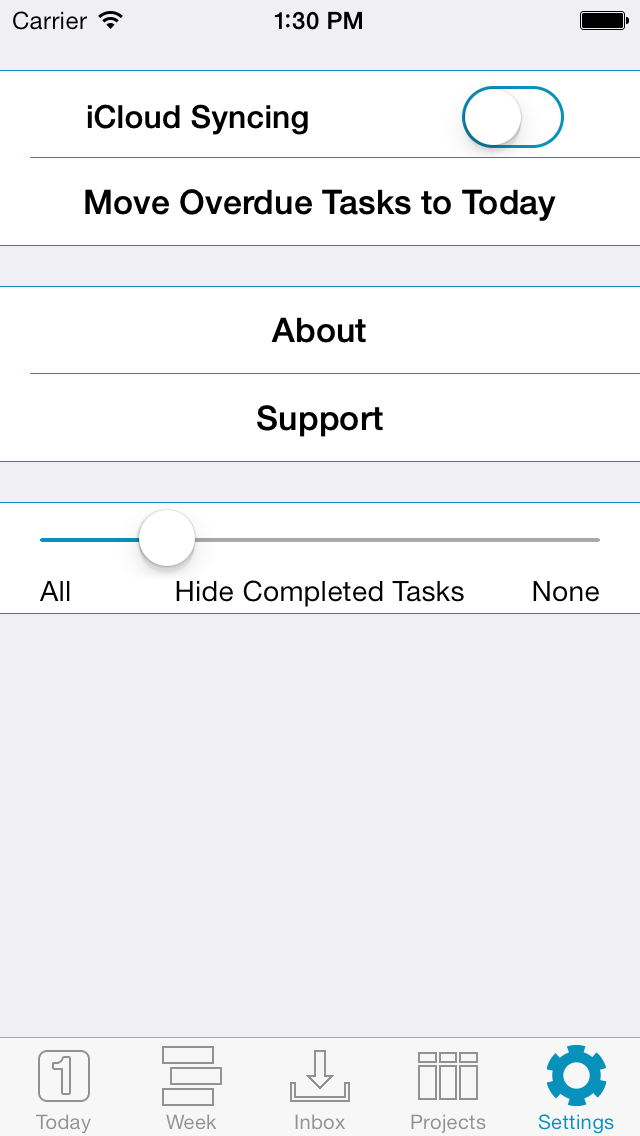 Carrier 1:30 PM
iCloud Syncing
Move Overdue Tasks to Today
About
Support
All Hide Completed Tasks None
1
Today Week Inbox Projects Settings